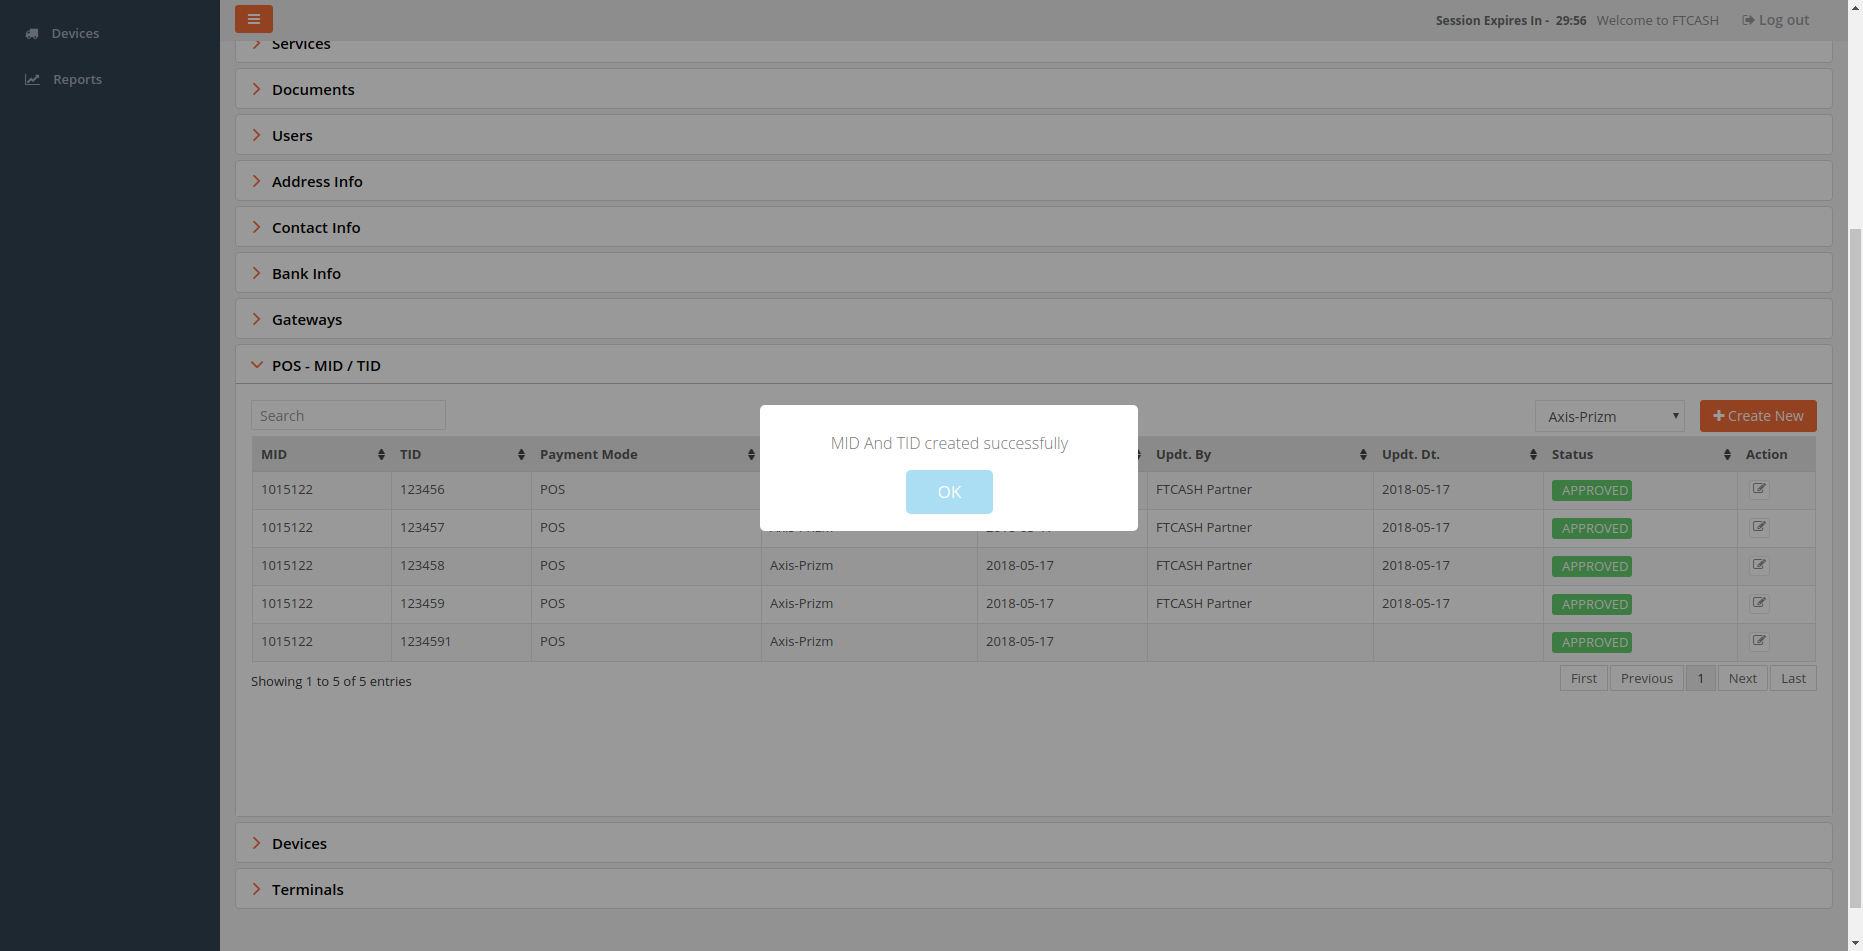 Devices
Reports
Session Expires In - 29:56 Welcome to FTCASH Log out
Services
Documents
Users
Address Info
Contact Info
Bank Info
Gateways
POS - MID / TID
Search
Axis-Prizm
Create New
MID And TID created successfully
OK
MID TID Payment Mode Updt. By Updt. Dt. Status Action
1015122 123456 POS FTCASH Partner 2018-05-17 APPROVED
1015122 123457 POS Axis-Prizm 2018-05-17 FTCASH Partner 2018-05-17 APPROVED
1015122 123458 POS Axis-Prizm 2018-05-17 FTCASH Partner 2018-05-17 APPROVED
1015122 123459 POS Axis-Prizm 2018-05-17 FTCASH Partner 2018-05-17 APPROVED
1015122 1234591 POS Axis-Prizm 2018-05-17 APPROVED
Showing 1 to 5 of 5 entries
First Previous 1 Next Last
Devices
Terminals